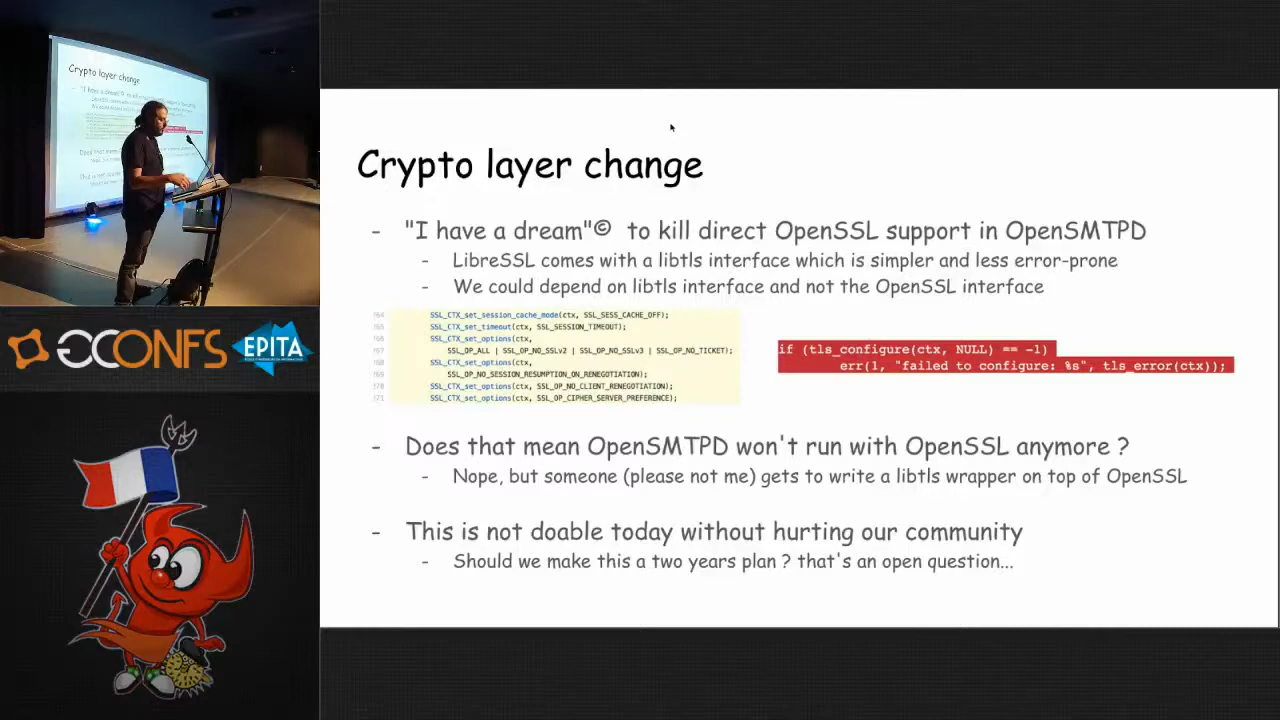 Crypto layer change
- "I have a dream"© to kill direct OpenSSL support in OpenSMTPD
- LibreSSL comes with a libtls interface which is simpler and less error-prone
- We could depend on libtls interface and not the OpenSSL interface
SSL_CTX_set_session_cache_mode(ctx, SSL_SESS_CACHE_OFF);
SSL_CTX_set_timeout(ctx, SSL_SESSION_TIMEOUT);
SSL_CTX_set_options(ctx,
SSL_OP_ALL | SSL_OP_NO_SSLv2 | SSL_OP_NO_SSLv3 | SSL_OP_NO_TICKET);
SSL_CTX_set_options(ctx,
SSL_OP_NO_SESSION_RESUMPTION_ON_RENEGOTIATION);
SSL_CTX_set_options(ctx, SSL_OP_NO_CLIENT_RENEGOTIATION);
SSL_CTX_set_options(ctx, SSL_OP_CIPHER_SERVER_PREFERENCE);
if (tls_configure(ctx, NULL) == -1)
err(1, "failed to configure: %s", tls_error(ctx));
- Does that mean OpenSMTPD won't run with OpenSSL anymore ?
- Nope, but someone (please not me) gets to write a libtls wrapper on top of OpenSSL
- This is not doable today without hurting our community
- Should we make this a two years plan ? that's an open question...
Crypto layer change
CONFS
EPITA